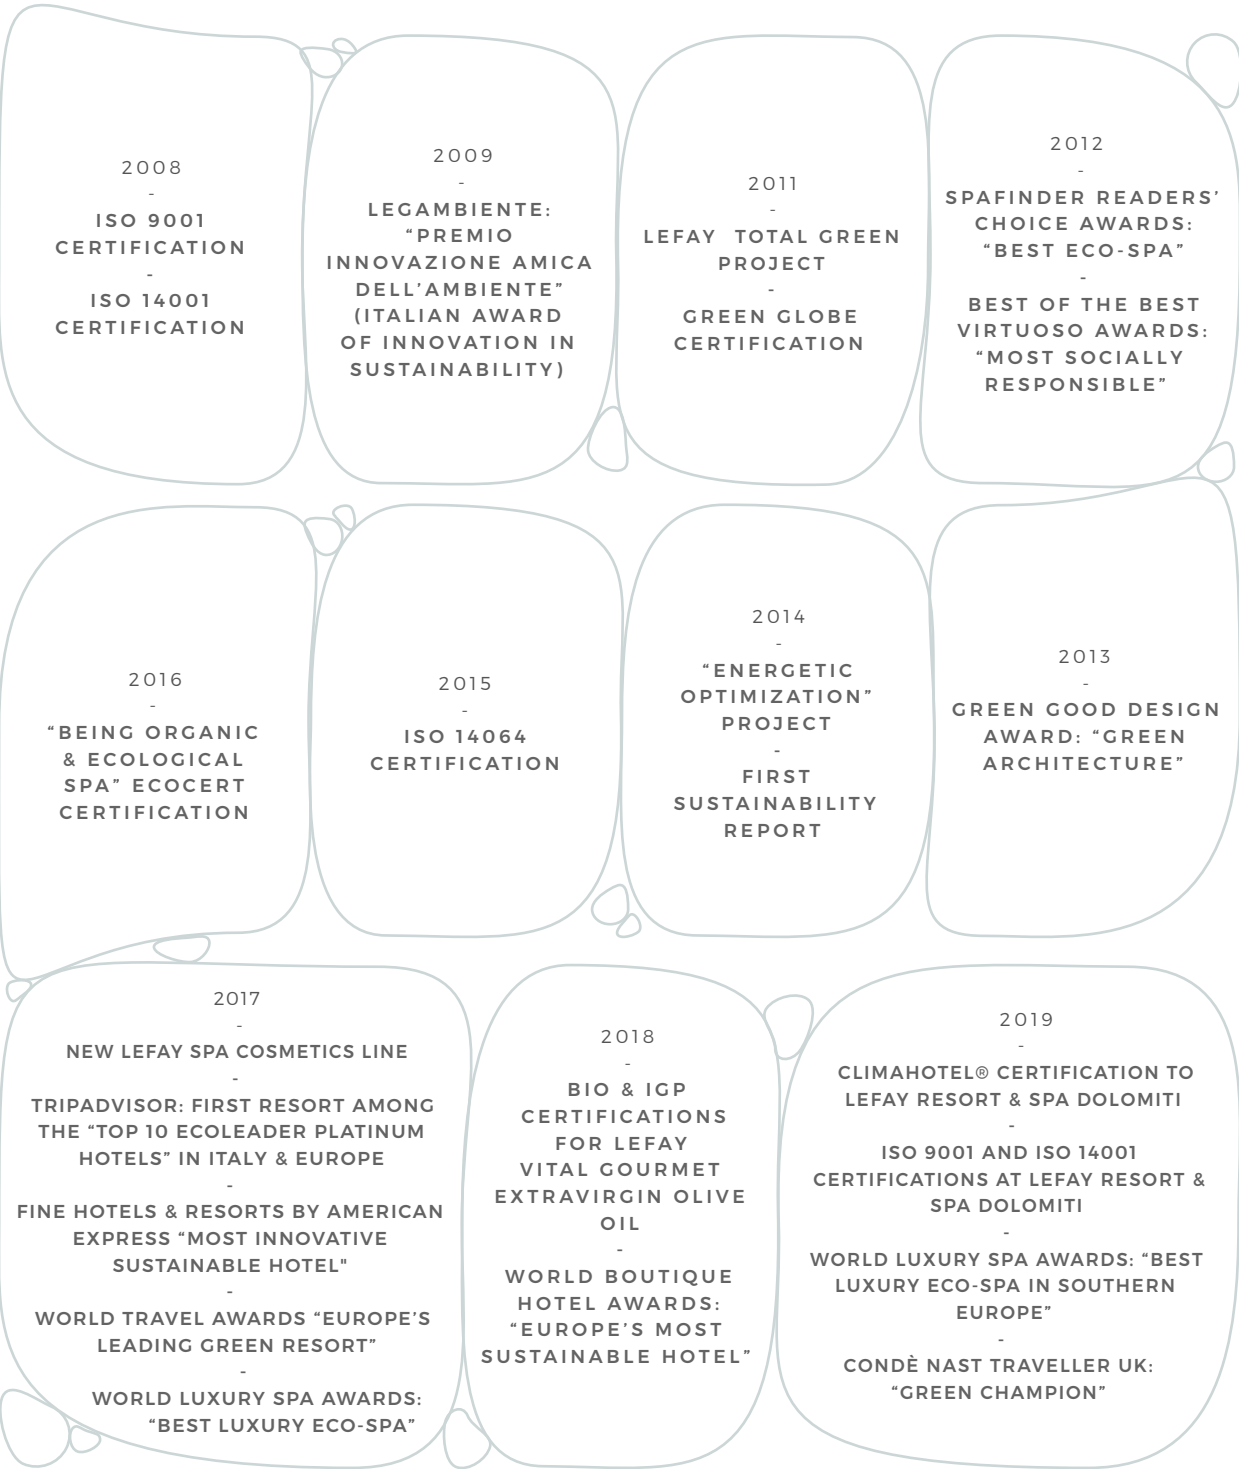 2008
-
ISO 9001
CERTIFICATION
-
ISO 14001
CERTIFICATION
2009
-
LEGAMBIENTE:
“PREMIO
INNOVAZIONE AMICA
DELL’AMBIENTE”
(ITALIAN AWARD
OF INNOVATION IN
SUSTAINABILITY)
2011
-
LEFAY TOTAL GREEN
PROJECT
-
GREEN GLOBE
CERTIFICATION
2012
-
SPAFINDER READERS’
CHOICE AWARDS:
“BEST ECO-SPA”
-
BEST OF THE BEST
VIRTUOSO AWARDS:
“MOST SOCIALLY
RESPONSIBLE”
2016
-
“BEING ORGANIC
& ECOLOGICAL
SPA” ECOCERT
CERTIFICATION
2015
-
ISO 14064
CERTIFICATION
2014
-
“ENERGETIC
OPTIMIZATION”
PROJECT
-
FIRST
SUSTAINABILITY
REPORT
2013
-
GREEN GOOD DESIGN
AWARD: “GREEN
ARCHITECTURE”
2017
-
NEW LEFAY SPA COSMETICS LINE
-
TRIPADVISOR: FIRST RESORT AMONG
THE “TOP 10 ECOLEADER PLATINUM
HOTELS” IN ITALY & EUROPE
-
FINE HOTELS & RESORTS BY AMERICAN
EXPRESS “MOST INNOVATIVE
SUSTAINABLE HOTEL"
-
WORLD TRAVEL AWARDS “EUROPE’S
LEADING GREEN RESORT”
-
WORLD LUXURY SPA AWARDS:
“BEST LUXURY ECO-SPA”
2018
-
BIO & IGP
CERTIFICATIONS
FOR LEFAY
VITAL GOURMET
EXTRAVIRGIN OLIVE
OIL
-
WORLD BOUTIQUE
HOTEL AWARDS:
“EUROPE’S MOST
SUSTAINABLE HOTEL”
2019
-
CLIMAHOTEL® CERTIFICATION TO
LEFAY RESORT & SPA DOLOMITI
-
ISO 9001 AND ISO 14001
CERTIFICATIONS AT LEFAY RESORT &
SPA DOLOMITI
-
WORLD LUXURY SPA AWARDS: “BEST
LUXURY ECO-SPA IN SOUTHERN
EUROPE”
-
CONDÈ NAST TRAVELLER UK:
“GREEN CHAMPION”